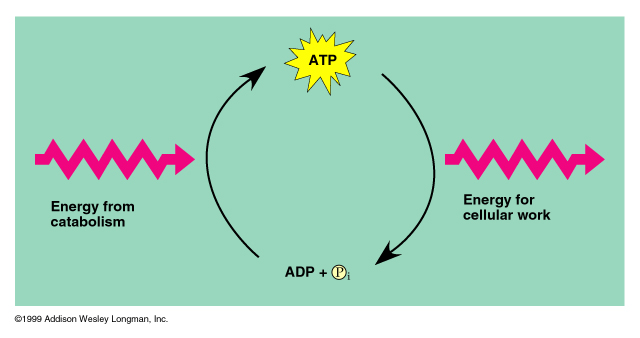 ATP
Energy from
catabolism
Energy for
cellular work
ADP + Pi
©1999 Addison Wesley Longman, Inc.